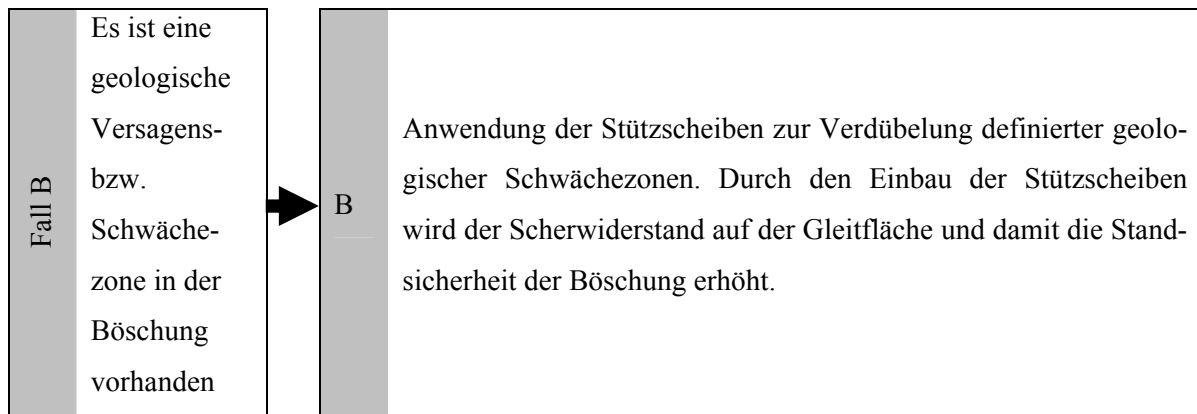 Fall B
Es ist eine
geologische
Versagens-
bzw.
Schwäche-
zone in der
Böschung
vorhanden
B
Anwendung der Stützscheiben zur Verdübelung definierter geolo-
gischer Schwächezonen. Durch den Einbau der Stützscheiben
wird der Scherwiderstand auf der Gleitfläche und damit die Stand-
sicherheit der Böschung erhöht.